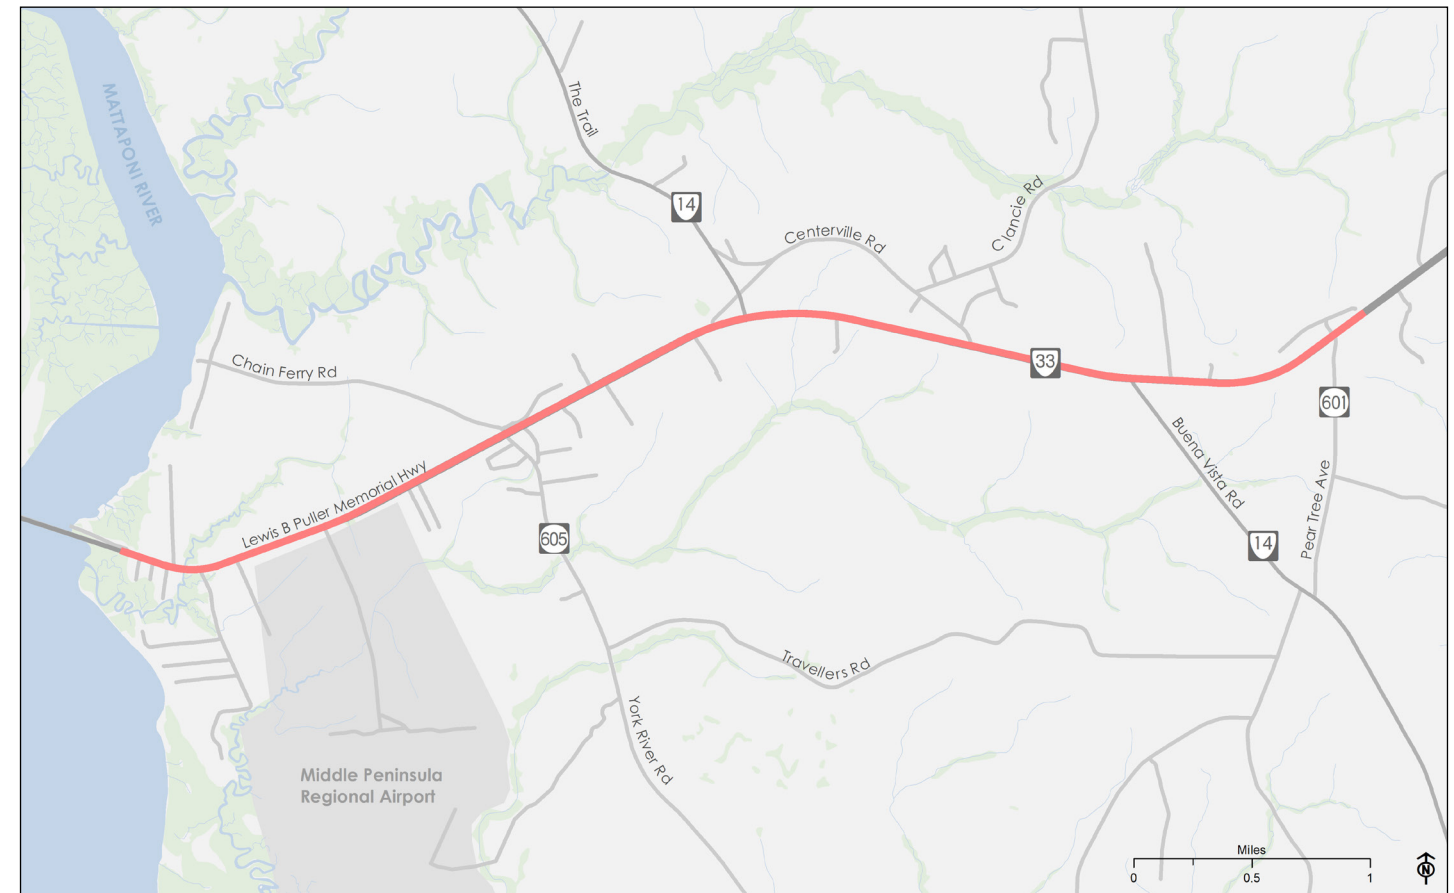 The Trail
MATTAPONI RIVER
14
Clancie Rd
Centerville Rd
Chain Ferry Rd
33
601
Buena Vista Rd
Lewis B Puller Memorial Hwy
Pear Tree Ave
605
14
Travellers Rd
York River Rd
Middle Peninsula
Regional Airport
Miles
0 0.5 1
N